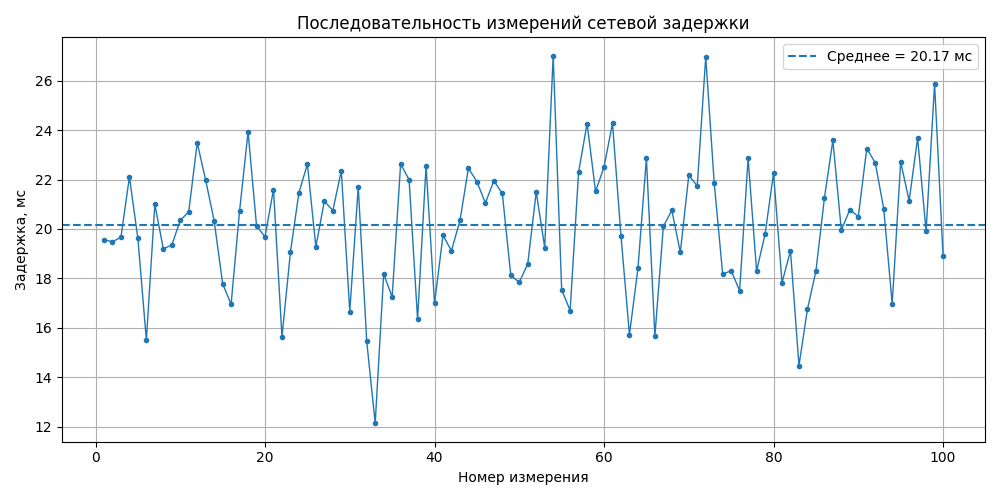 Последовательность измерений сетевой задержки
Среднее = 20.17 мс
Задержка, мс
26
24
22
20
18
16
14
12
0 20 40 60 80 100
Номер измерения